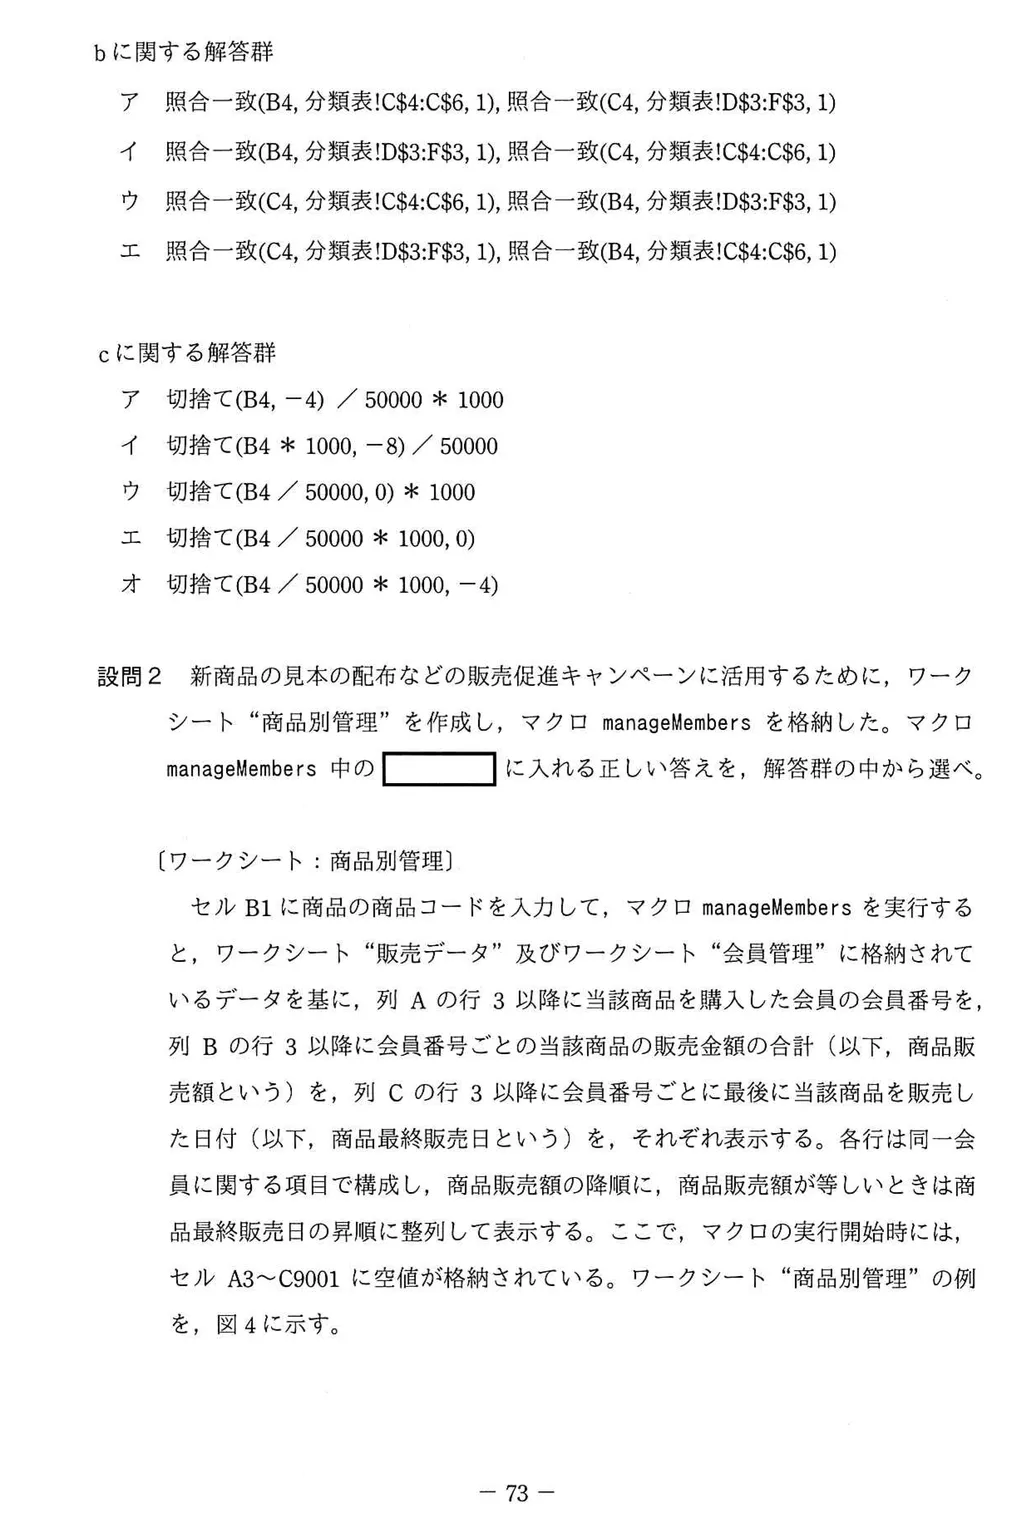 bに関する解答群
ア 照合一致(B4, 分類表!C$4:C$6, 1), 照合一致(C4, 分類表!D$3:F$3, 1)
イ 照合一致(B4, 分類表!D$3:F$3, 1), 照合一致(C4, 分類表!C$4:C$6, 1)
ウ 照合一致(C4, 分類表!C$4:C$6, 1), 照合一致(B4, 分類表!D$3:F$3, 1)
エ 照合一致(C4, 分類表!D$3:F$3, 1), 照合一致(B4, 分類表!C$4:C$6, 1)
cに関する解答群
ア 切捨て(B4, －4) ／ 50000 ＊ 1000
イ 切捨て(B4 ＊ 1000, －8) ／ 50000
ウ 切捨て(B4 ／ 50000, 0) ＊ 1000
エ 切捨て(B4 ／ 50000 ＊ 1000, 0)
オ 切捨て(B4 ／ 50000 ＊ 1000, －4)
設問２ 新商品の見本の配布などの販売促進キャンペーンに活用するために，ワーク
シート“商品別管理”を作成し，マクロ manageMembers を格納した。マクロ
manageMembers 中の に入れる正しい答えを，解答群の中から選べ。
〔ワークシート：商品別管理〕
セル B1 に商品の商品コードを入力して，マクロ manageMembers を実行する
と，ワークシート“販売データ”及びワークシート“会員管理”に格納されて
いるデータを基に，列 A の行 3 以降に当該商品を購入した会員の会員番号を，
列 B の行 3 以降に会員番号ごとの当該商品の販売金額の合計（以下，商品販
売額という）を，列 C の行 3 以降に会員番号ごとに最後に当該商品を販売し
た日付（以下，商品最終販売日という）を，それぞれ表示する。各行は同一会
員に関する項目で構成し，商品販売額の降順に，商品販売額が等しいときは商
品最終販売日の昇順に整列して表示する。ここで，マクロの実行開始時には，
セル A3～C9001 に空値が格納されている。ワークシート“商品別管理”の例
を，図 4 に示す。
－ 73 －